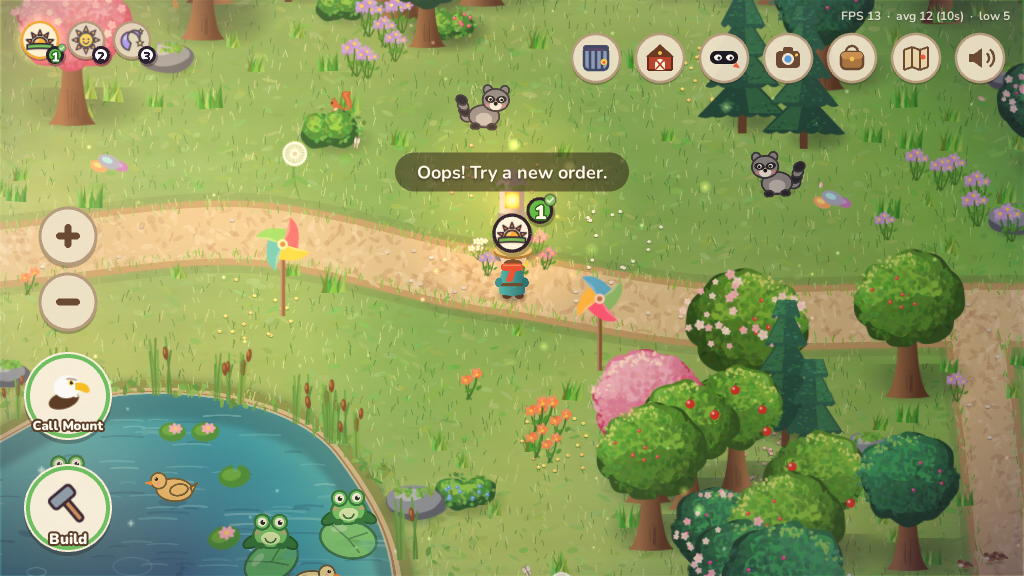 FPS 13 · avg 12 (10s) · low 5
1
2
3
Oops! Try a new order.
1
Call Mount
Build